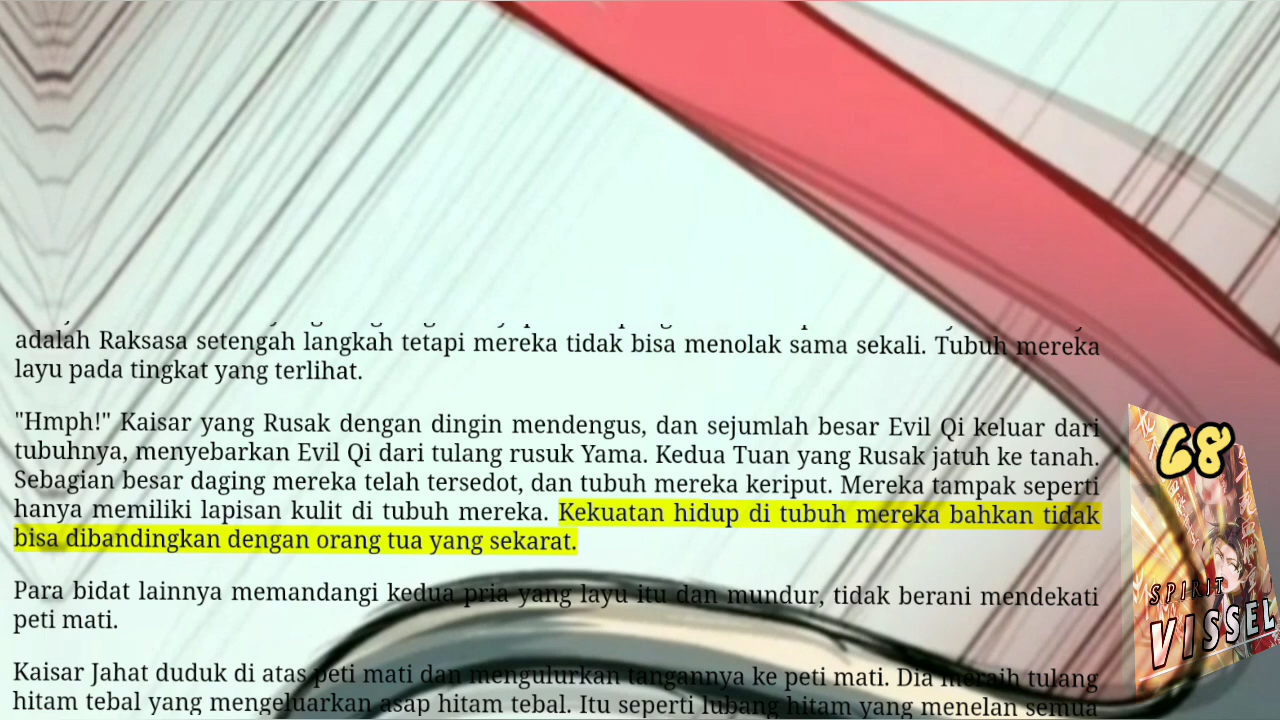 adalah Raksasa setengah langkah tetapi mereka tidak bisa menolak sama sekali. Tubuh mereka
layu pada tingkat yang terlihat.
"Hmph!" Kaisar yang Rusak dengan dingin mendengus, dan sejumlah besar Evil Qi keluar dari
tubuhnya, menyebarkan Evil Qi dari tulang rusuk Yama. Kedua Tuan yang Rusak jatuh ke tanah.
Sebagian besar daging mereka telah tersedot, dan tubuh mereka keriput. Mereka tampak seperti
hanya memiliki lapisan kulit di tubuh mereka. Kekuatan hidup di tubuh mereka bahkan tidak
bisa dibandingkan dengan orang tua yang sekarat.
Para bidat lainnya memandangi kedua pria yang layu itu dan mundur, tidak berani mendekati
peti mati.
Kaisar Jahat duduk di atas peti mati dan mengulurkan tangannya ke peti mati. Dia meraih tulang
hitam tebal yang mengeluarkan asap hitam tebal. Itu seperti lubang hitam yang menelan semua
68
SPIRIT
VISSEL